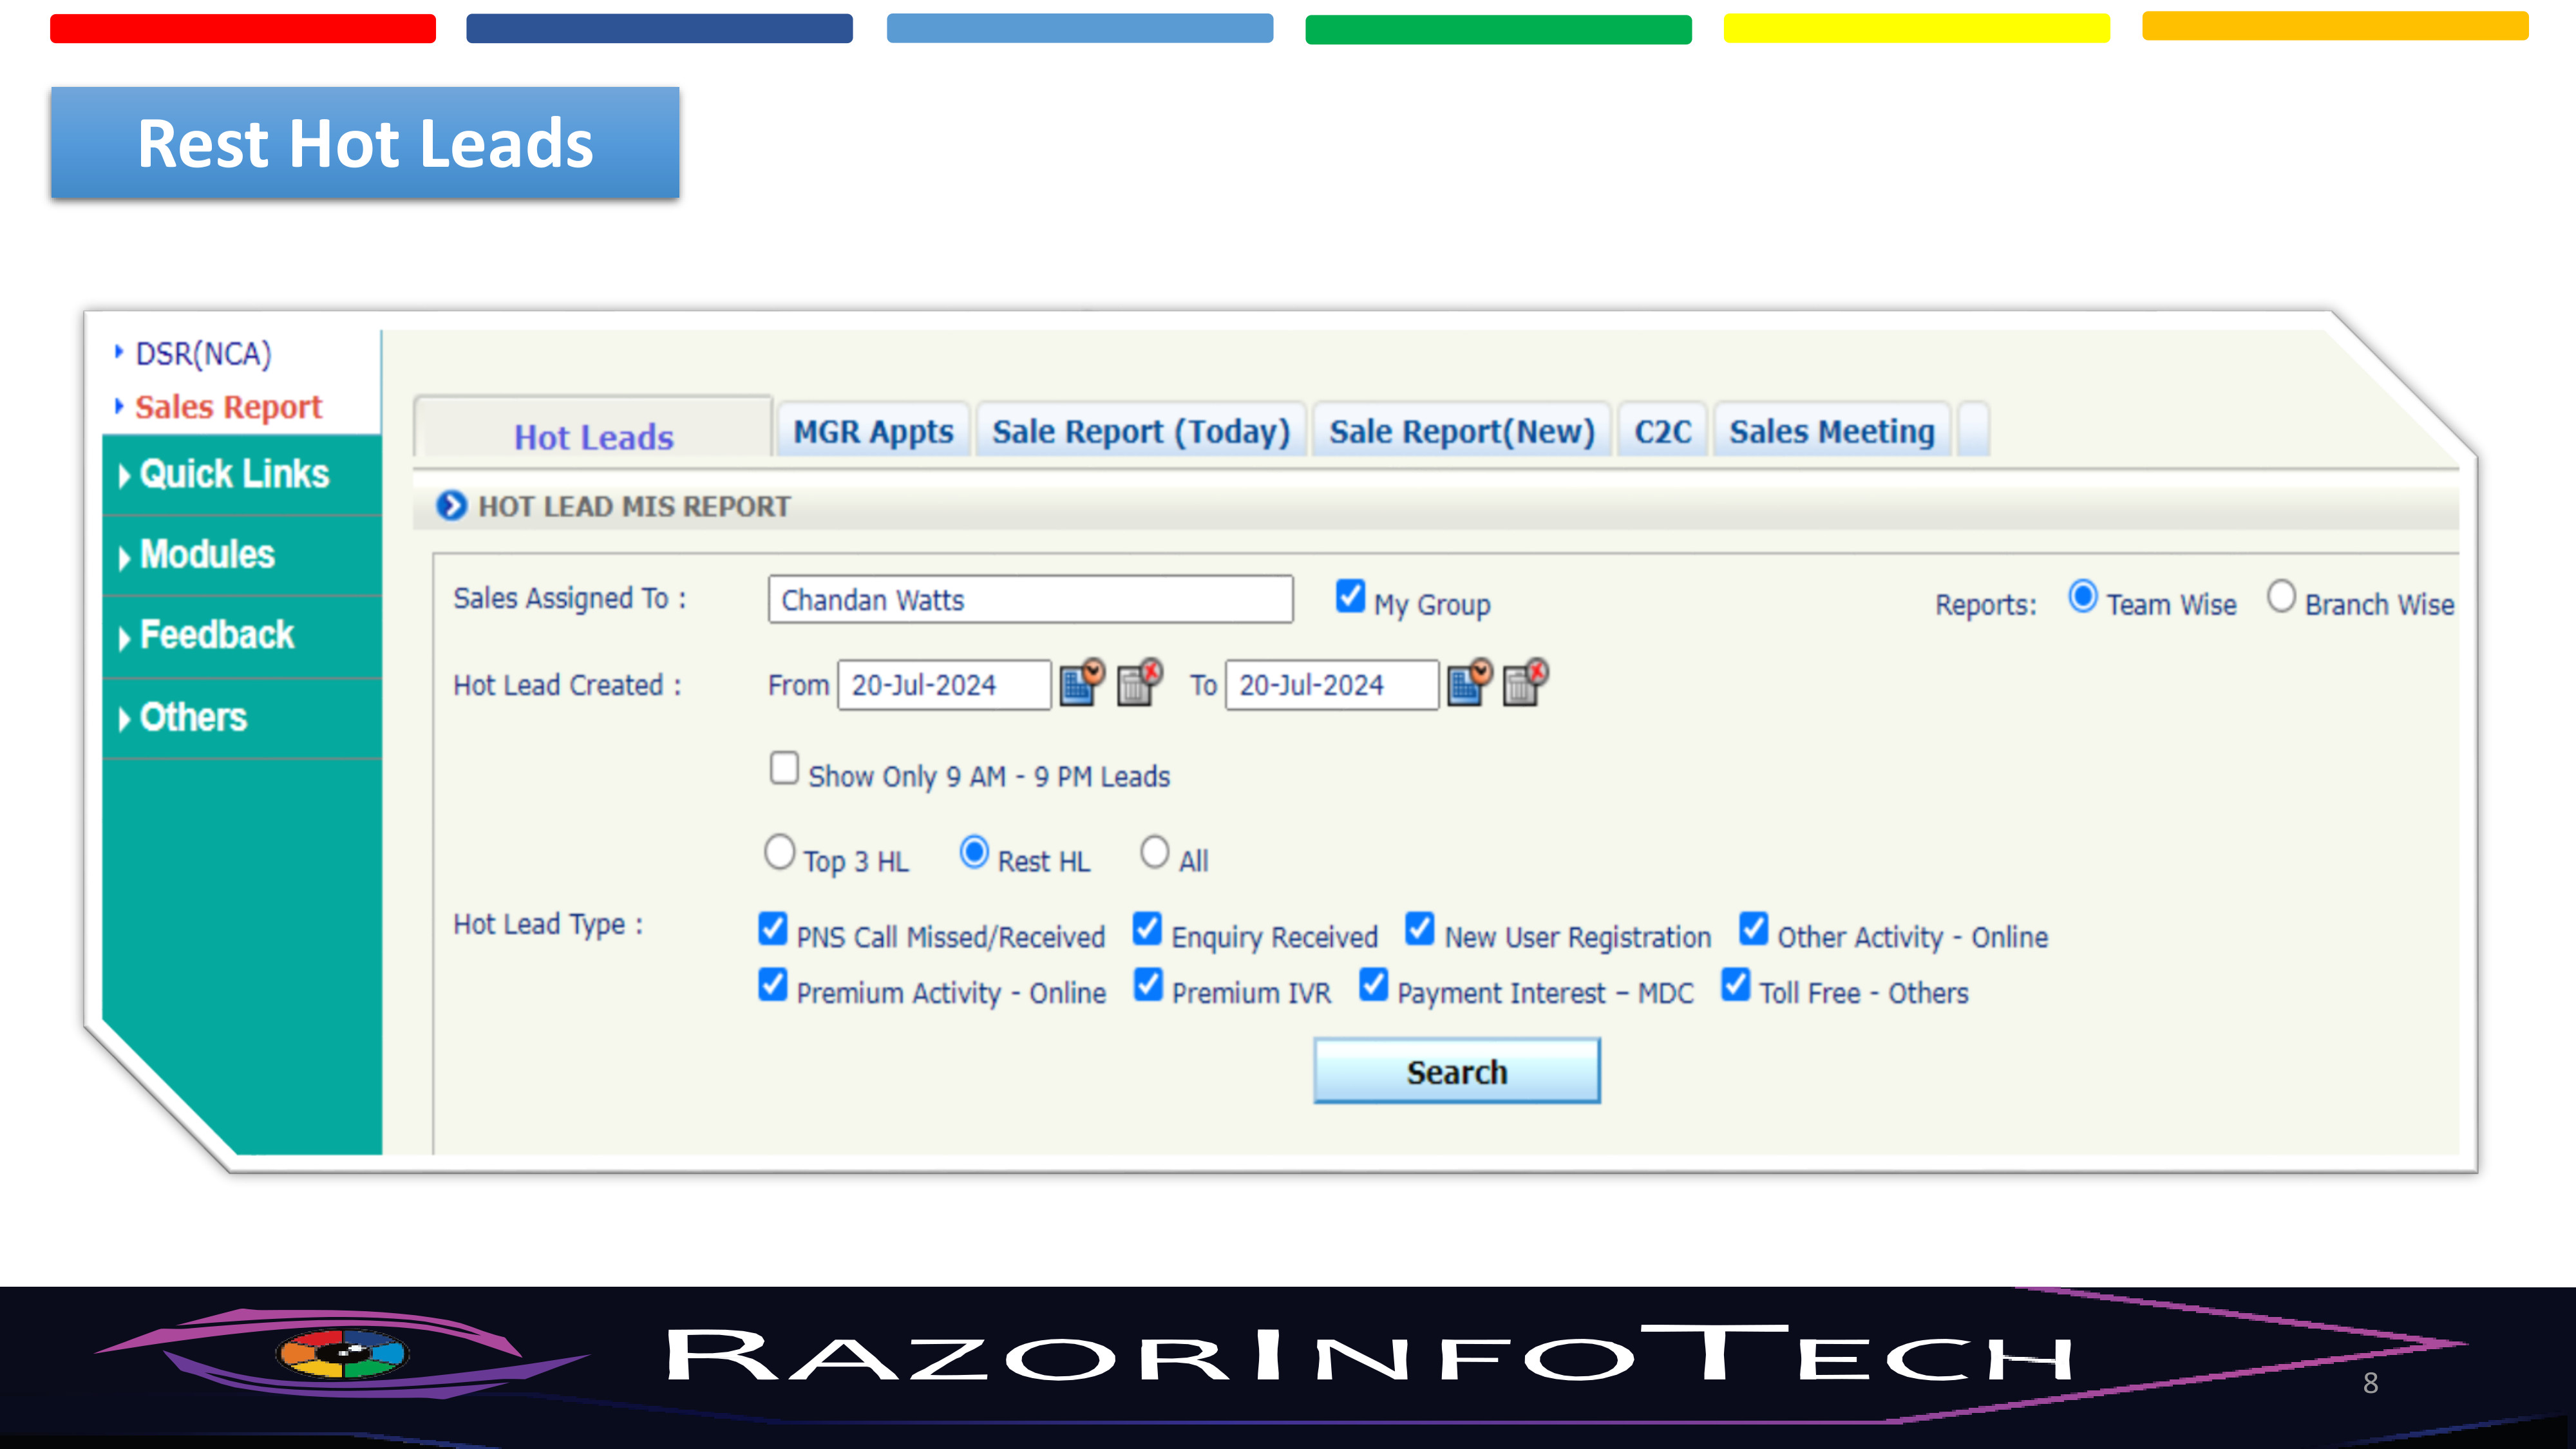 Rest Hot Leads
DSR(NCA)
Sales Report
Quick Links
Modules
Feedback
Others
Hot Leads MGR Appts Sale Report (Today) Sale Report(New) C2C Sales Meeting
HOT LEAD MIS REPORT
Sales Assigned To : Chandan Watts My Group Reports: Team Wise Branch Wise
Hot Lead Created : From 20-Jul-2024 To 20-Jul-2024
Show Only 9 AM - 9 PM Leads
Top 3 HL Rest HL All
Hot Lead Type : PNS Call Missed/Received Enquiry Received New User Registration Other Activity - Online
Premium Activity - Online Premium IVR Payment Interest – MDC Toll Free - Others
Search
RAZORINFOTECH
8